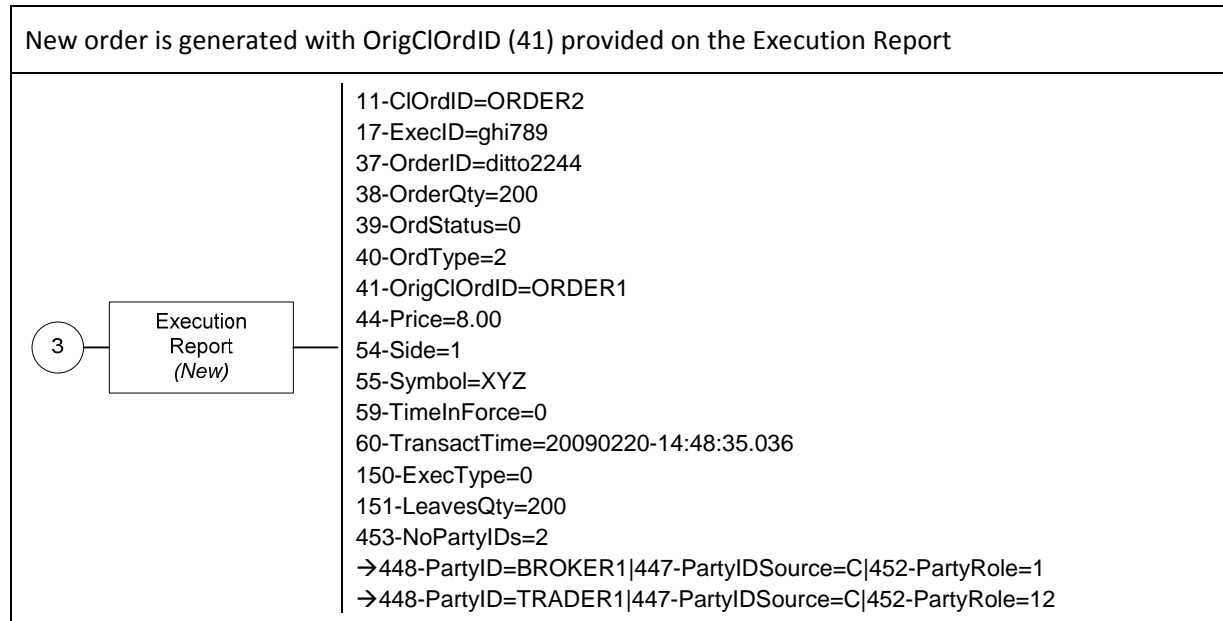 New order is generated with OrigClOrdID (41) provided on the Execution Report
3
Execution
Report
(New)
11-ClOrdID=ORDER2
17-ExecID=ghi789
37-OrderID=ditto2244
38-OrderQty=200
39-OrdStatus=0
40-OrdType=2
41-OrigClOrdID=ORDER1
44-Price=8.00
54-Side=1
55-Symbol=XYZ
59-TimeInForce=0
60-TransactTime=20090220-14:48:35.036
150-ExecType=0
151-LeavesQty=200
453-NoPartyIDs=2
→448-PartyID=BROKER1|447-PartyIDSource=C|452-PartyRole=1
→448-PartyID=TRADER1|447-PartyIDSource=C|452-PartyRole=12